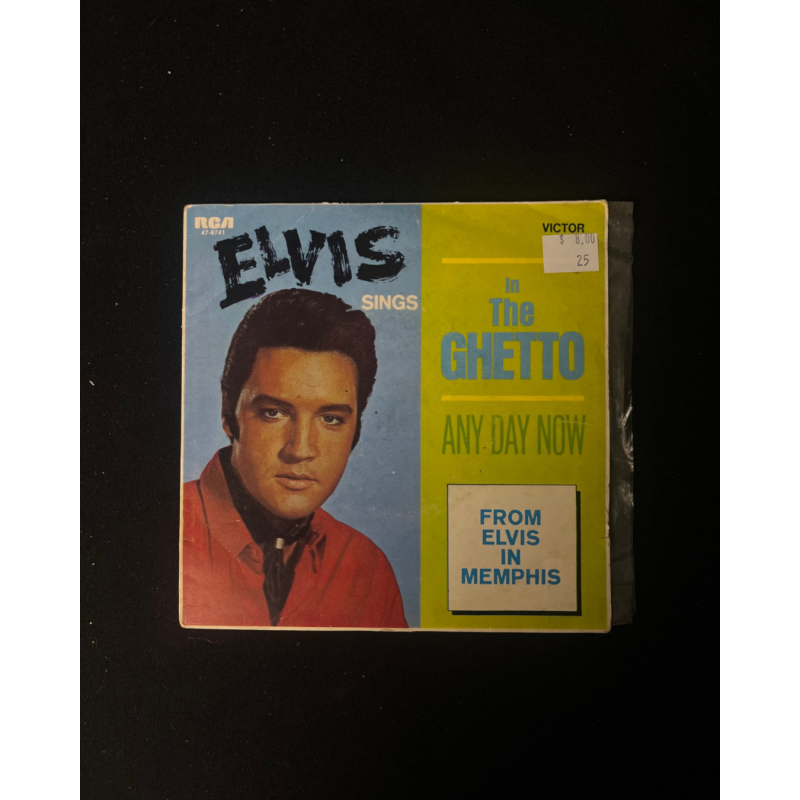 RCA
47-9741
ELVIS
SINGS
VICTOR
$ 8.00
25
In
The
GHETTO
ANY DAY NOW
FROM
ELVIS
IN
MEMPHIS